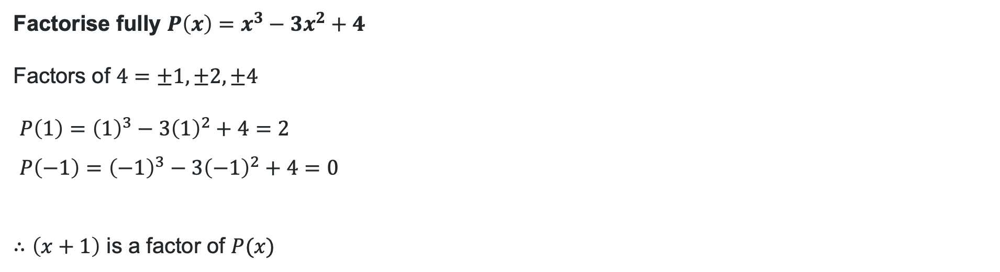 Factorise fully P(x) = x³ − 3x² + 4
Factors of 4 = ±1, ±2, ±4
P(1) = (1)³ − 3(1)² + 4 = 2
P(−1) = (−1)³ − 3(−1)² + 4 = 0
∴ (x + 1) is a factor of P(x)